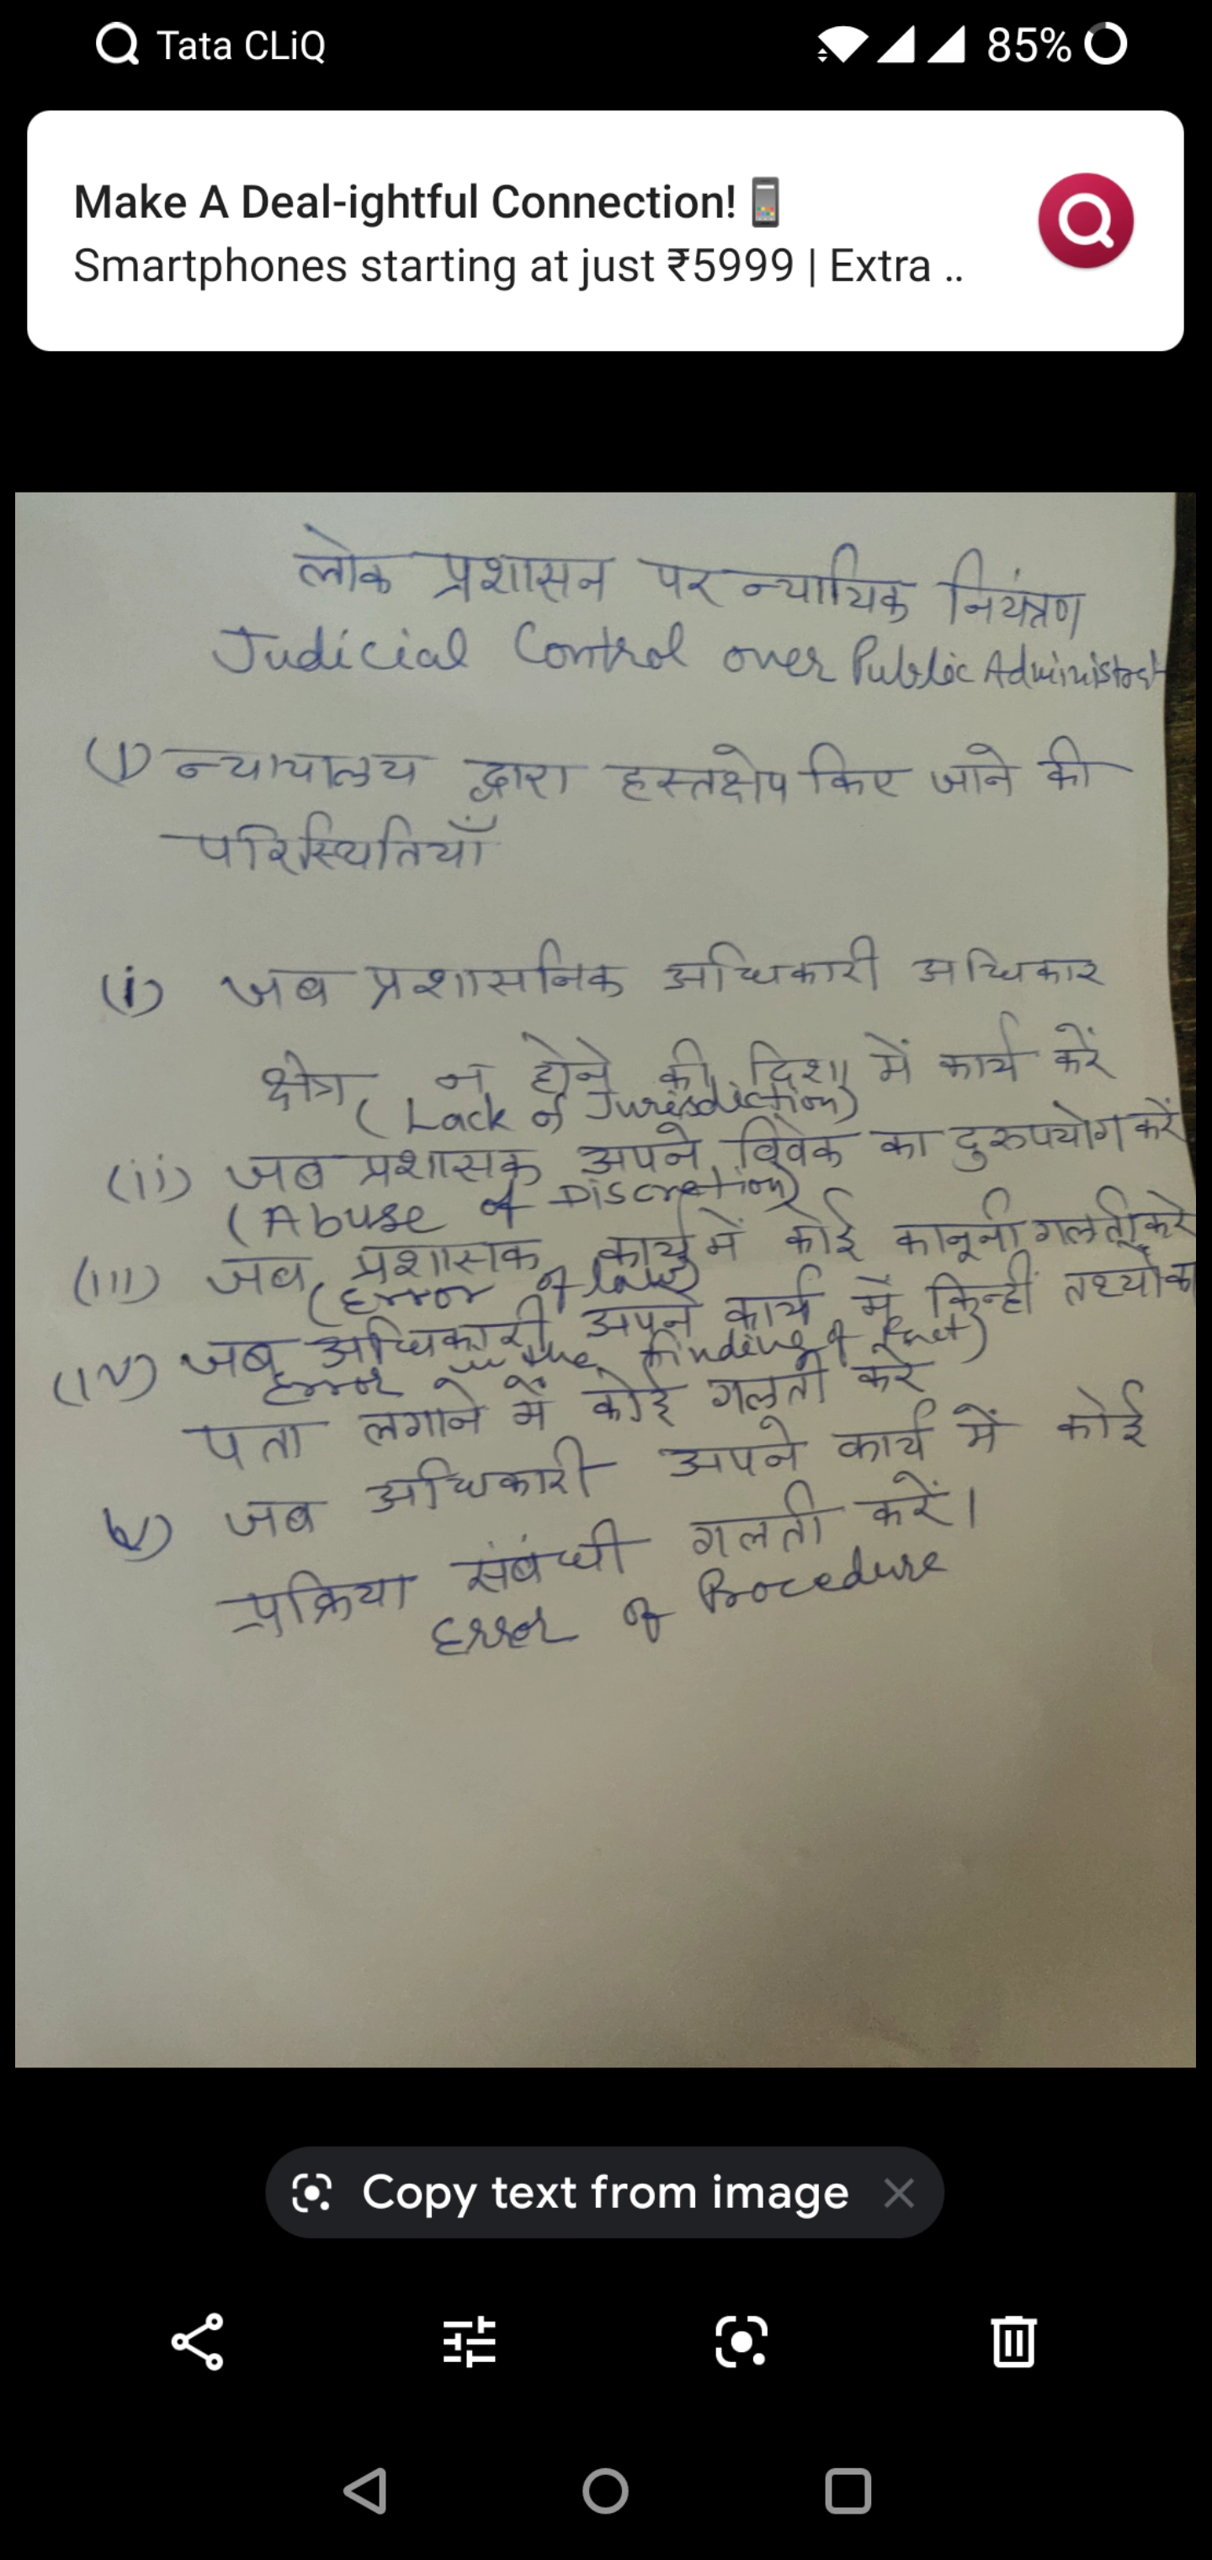 Tata CLiQ
85%
Make A Deal-ightful Connection!
Smartphones starting at just ₹5999 | Extra ..
लोक प्रशासन पर न्यायिक नियंत्रण
Judicial Control over Public Administrat
(1) न्यायालय द्वारा हस्तक्षेप किए जाने की
परिस्थितियाँ
(i) जब प्रशासनिक अधिकारी अधिकार
क्षेत्र न होने की दिशा में कार्य करें
(Lack of Jurisdiction)
(ii) जब प्रशासक अपने विवेक का दुरुपयोग करें
(Abuse of Discretion)
(iii) जब प्रशासक कार्य में कोई कानूनी गलती करे
(Error of law)
(iv) जब अधिकारी अपने कार्य में किन्हीं तथ्यों का
Error in the finding of fact)
पता लगाने में कोई गलती करे
v) जब अधिकारी अपने कार्य में कोई
प्रक्रिया संबंधी गलती करें।
Error of Procedure
Copy text from image